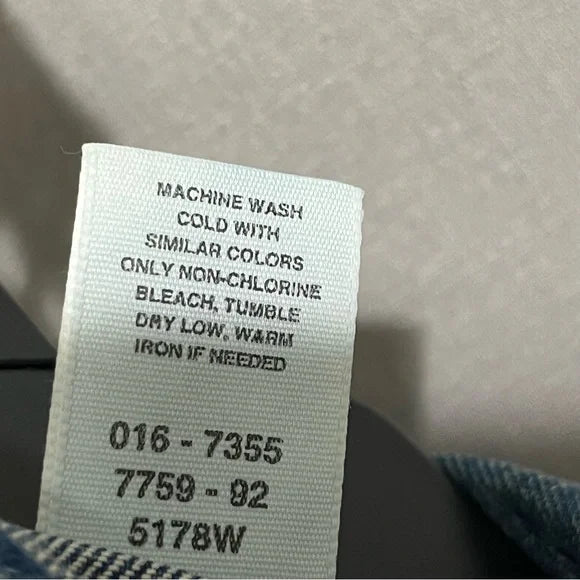 MACHINE WASH
COLD WITH
SIMILAR COLORS
ONLY NON-CHLORINE
BLEACH, TUMBLE
DRY LOW, WARM
IRON IF NEEDED
016 - 7355
7759 - 92
5178W